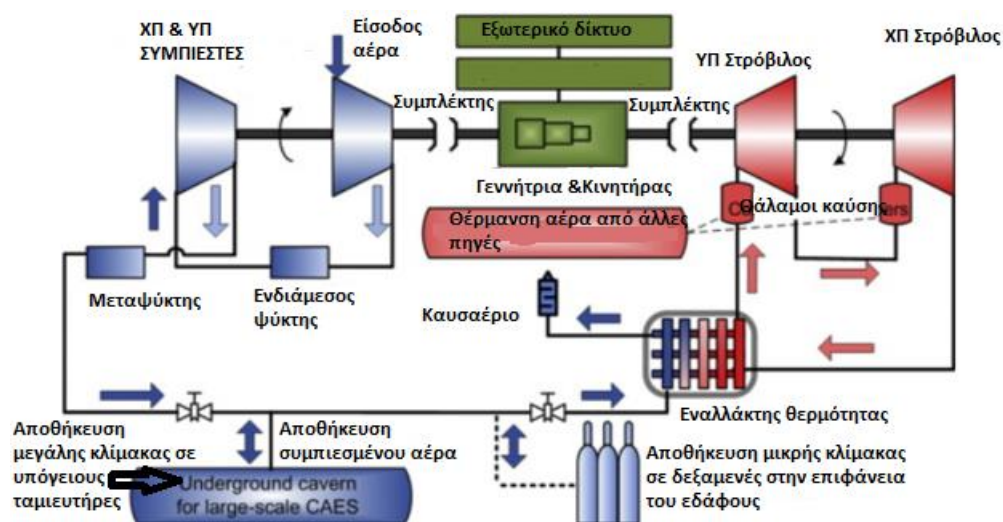 ΧΠ & ΥΠ
ΣΥΜΠΙΕΣΤΕΣ
Είσοδος
αέρα
Εξωτερικό δίκτυο
ΥΠ Στρόβιλος
ΧΠ Στρόβιλος
Συμπλέκτης
Συμπλέκτης
Γεννήτρια &Κινητήρας
Θέρμανση αέρα από άλλες
πηγές
Θάλαμοι καύσης
Μεταψύκτης
Ενδιάμεσος
ψύκτης
Καυσαέριο
Εναλλάκτης θερμότητας
Αποθήκευση
μεγάλης κλίμακας σε
υπόγειους
ταμιευτήρες
Αποθήκευση
συμπιεσμένου αέρα
Underground cavern
for large-scale CAES
Αποθήκευση μικρής κλίμακας
σε δεξαμενές στην επιφάνεια
του εδάφους